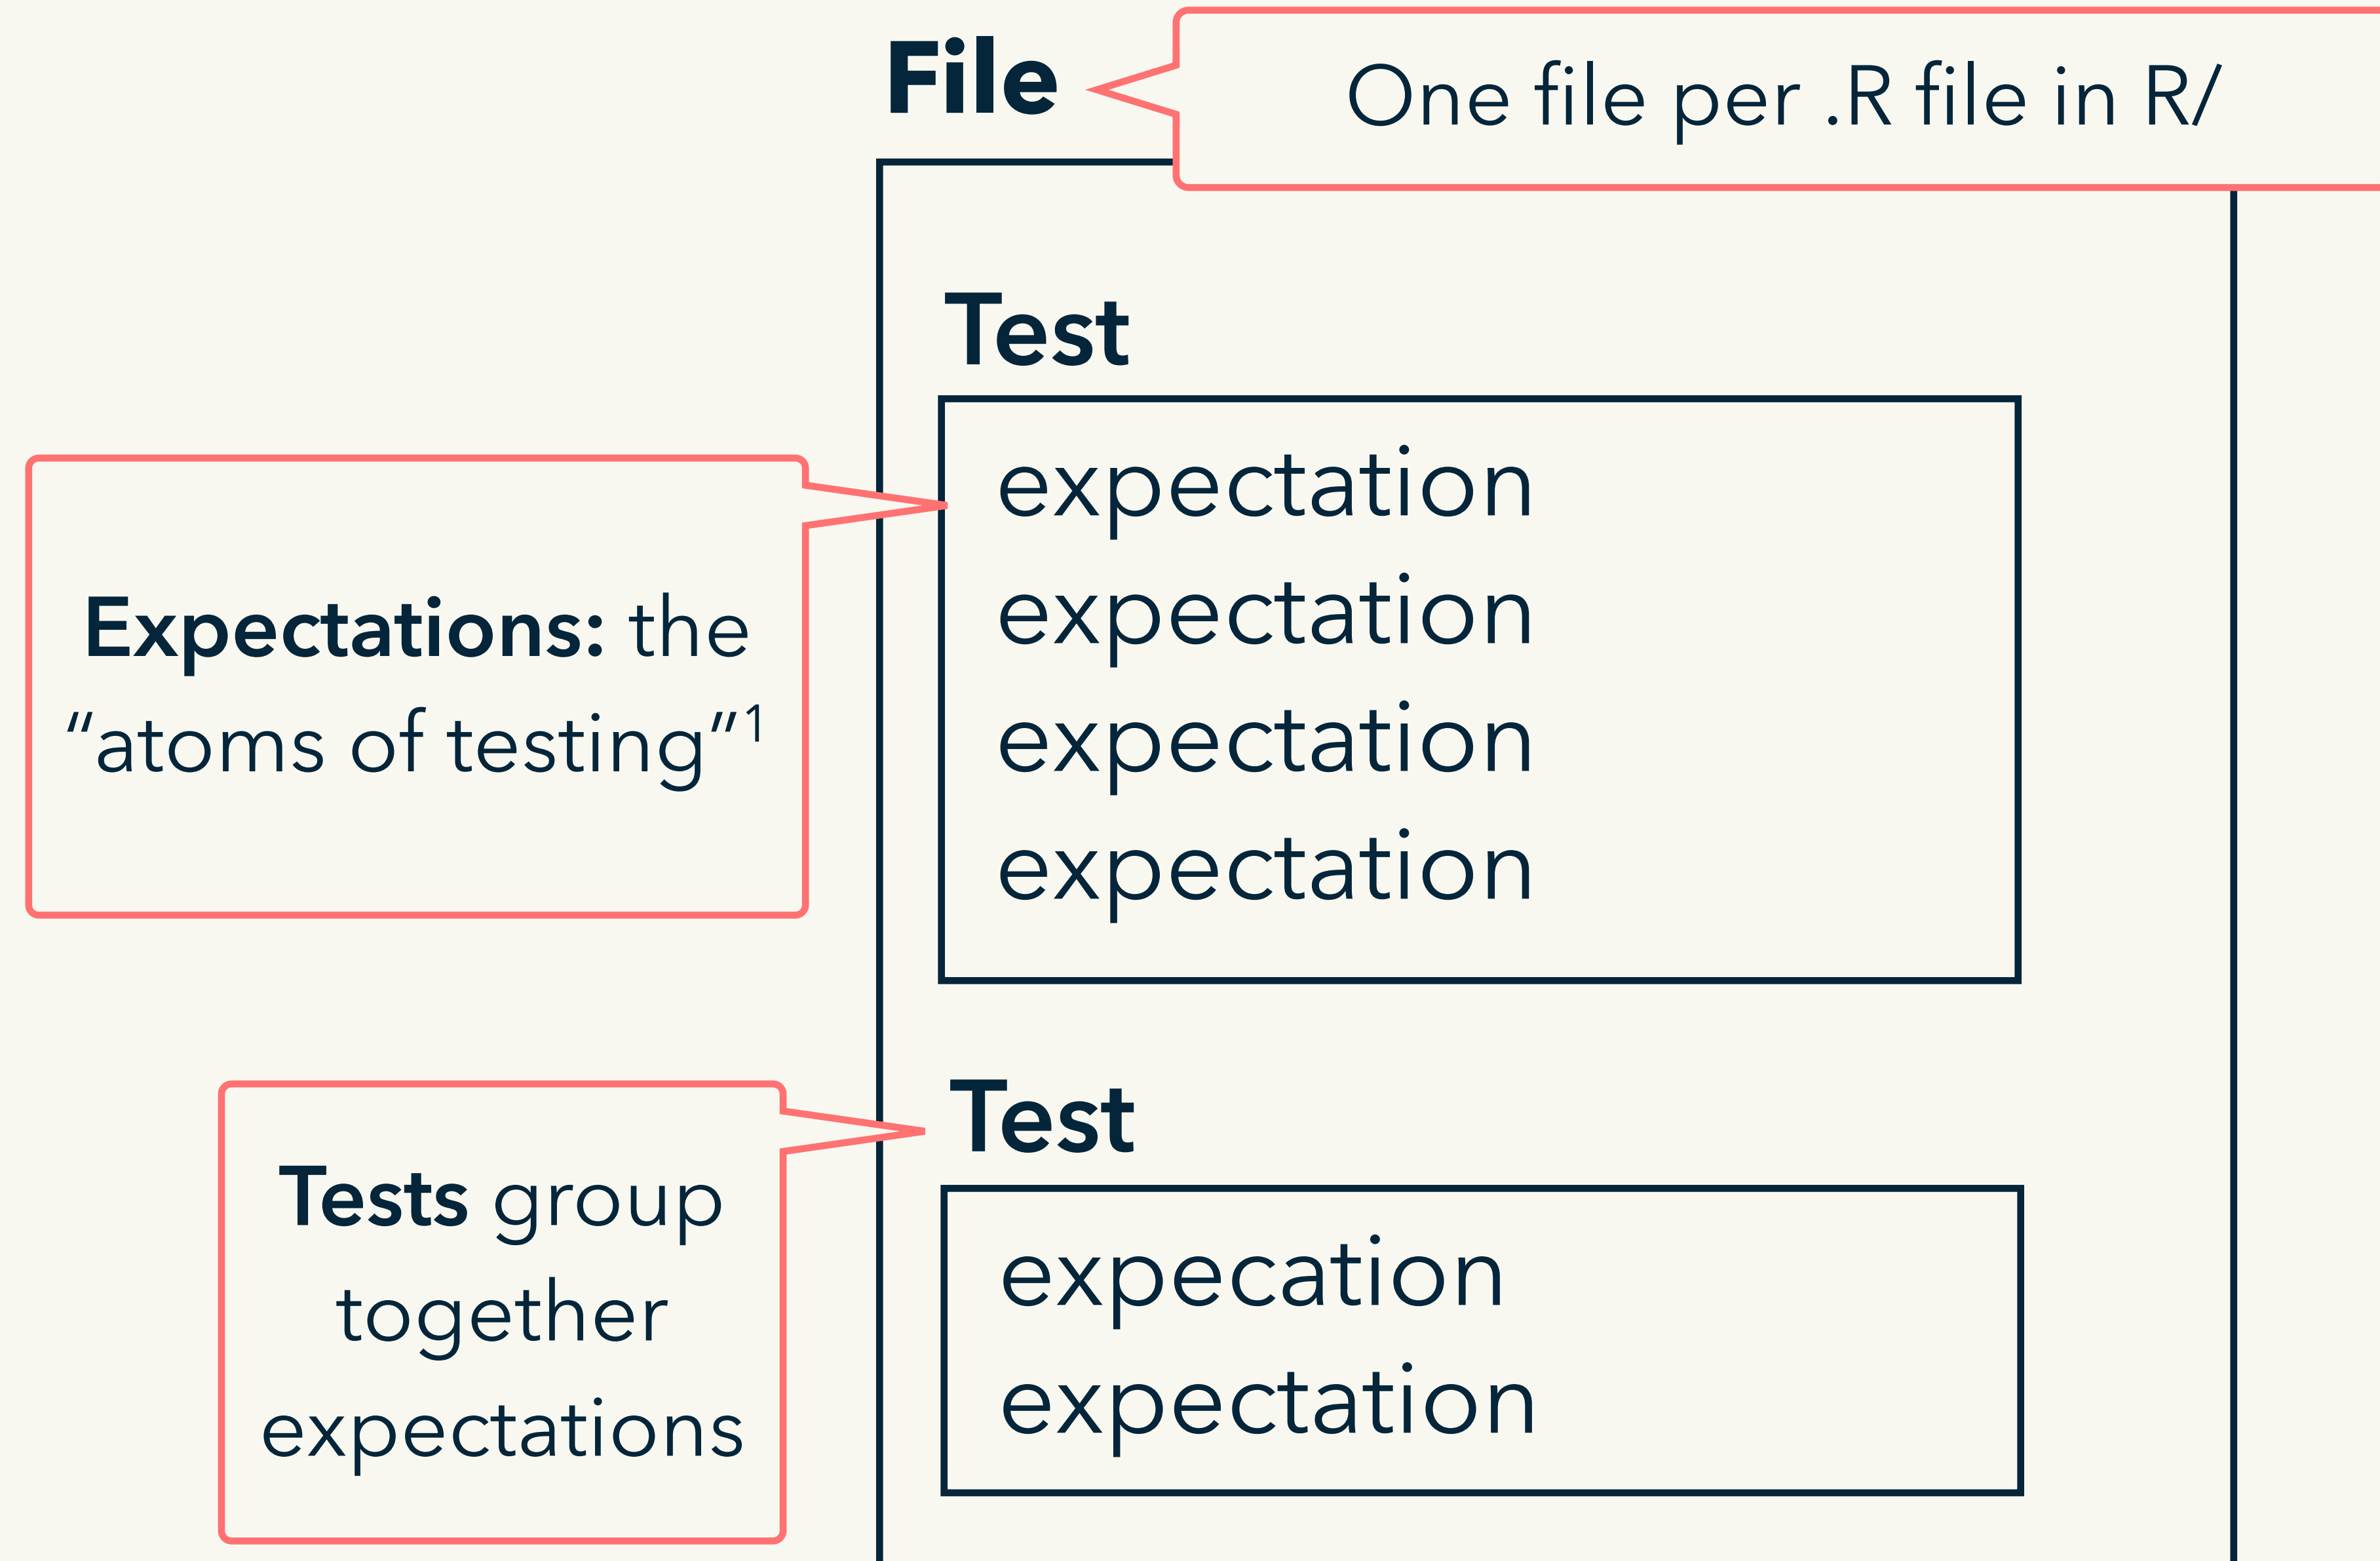 File
One file per .R file in R/
Test
expectation
expectation
expectation
expectation
Expectations: the
“atoms of testing”1
Test
expecation
expectation
Tests group
together
expectations